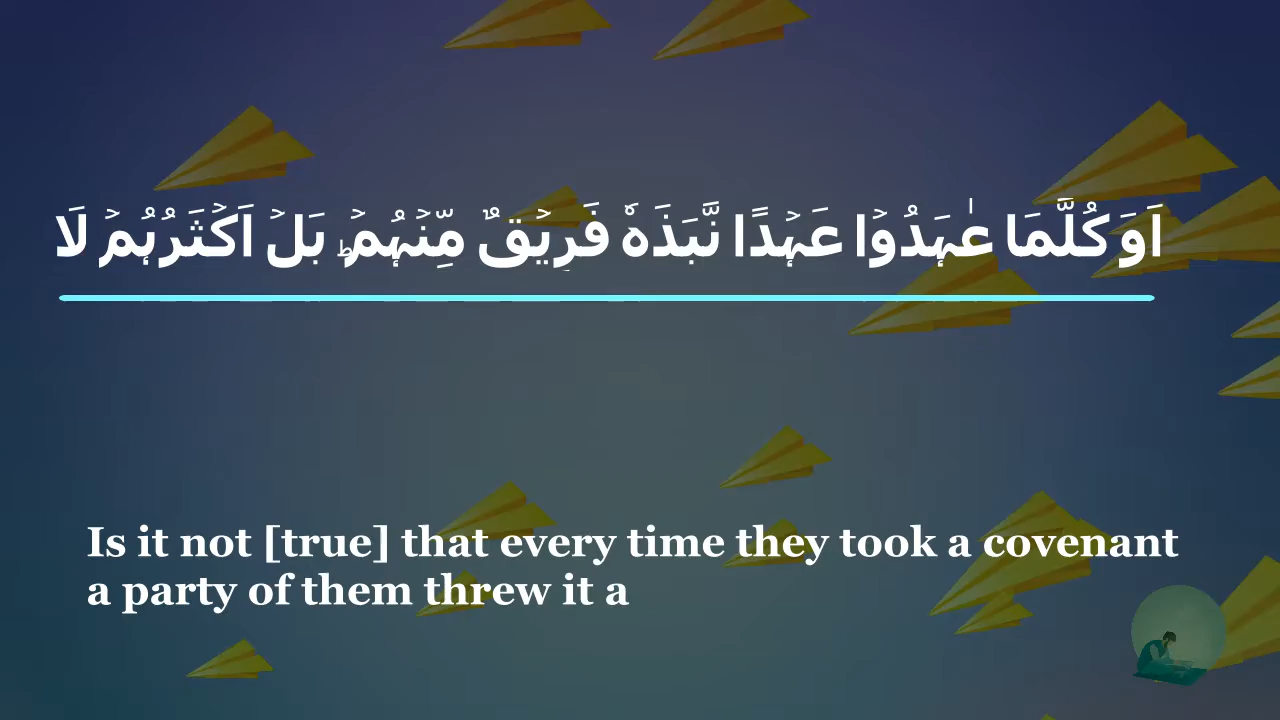 اَوَ كُلَّمَا عٰہَدُوۡا عَہۡدًا نَّبَذَہٗ فَرِیۡقٌ مِّنۡہُمۡ ؕ بَلۡ اَکۡثَرُہُمۡ لَا
Is it not [true] that every time they took a covenant
a party of them threw it a